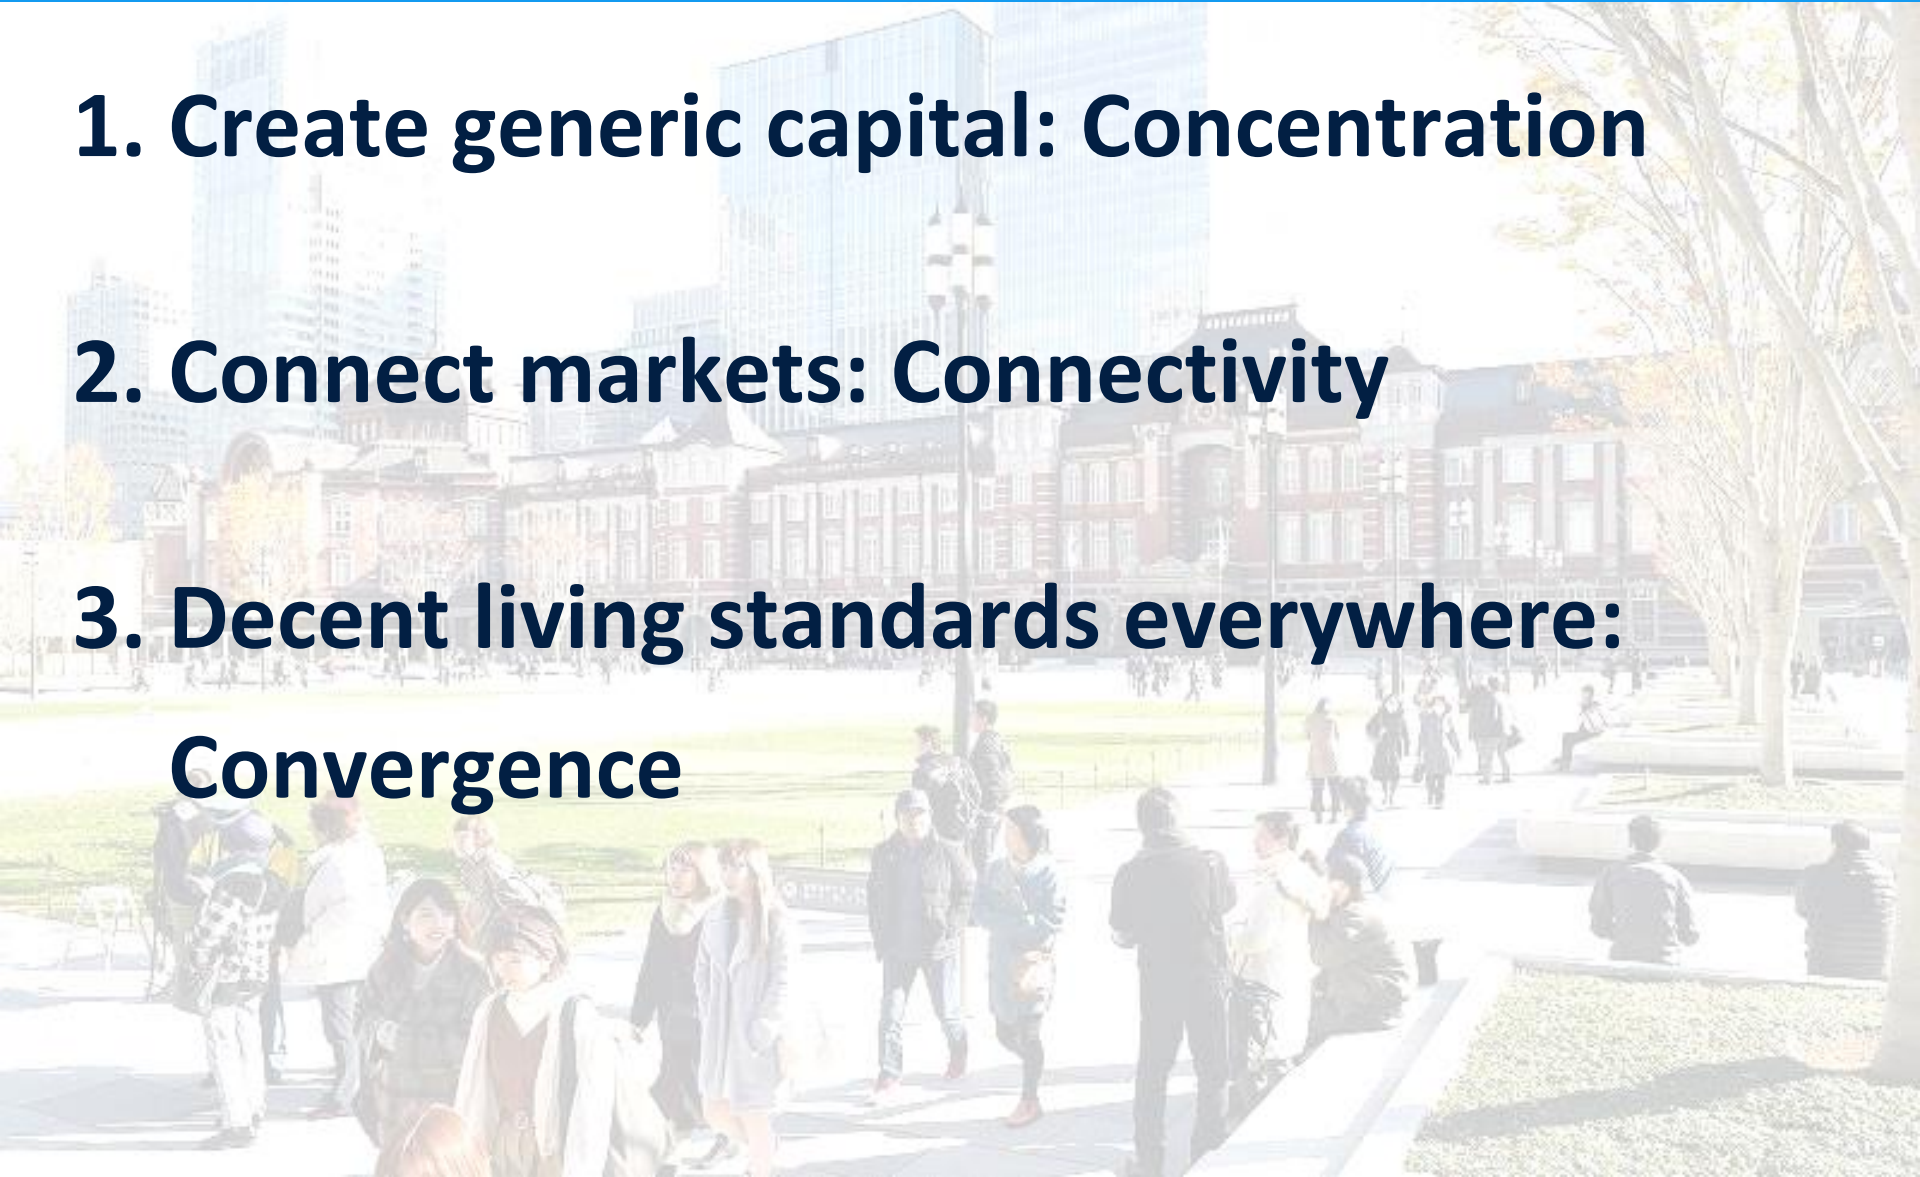 1. Create generic capital: Concentration
2. Connect markets: Connectivity
3. Decent living standards everywhere:
Convergence